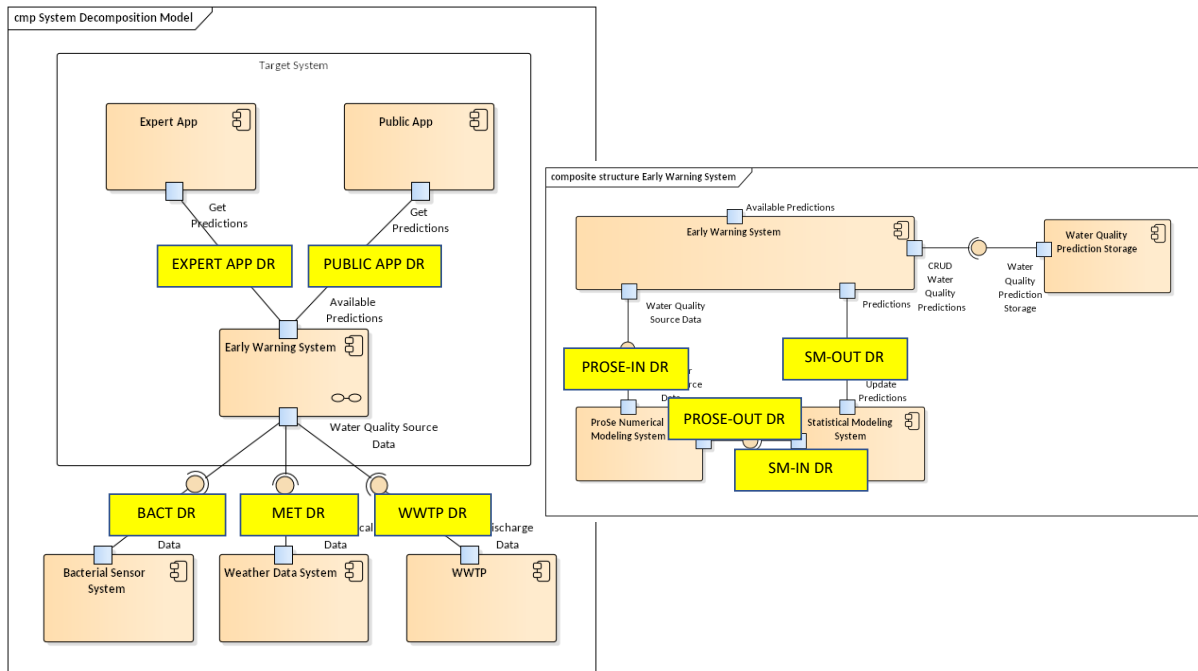 cmp System Decomposition Model
Target System
Expert App
Public App
Get
Predictions
Get
Predictions
EXPERT APP DR
PUBLIC APP DR
Available
Predictions
Early Warning System
Water Quality Source
Data
BACT DR
MET DR
WWTP DR
Data
Data
Data
Bacterial Sensor
System
Weather Data System
WWTP
composite structure Early Warning System
Available Predictions
Early Warning System
Water Quality
Prediction Storage
CRUD
Water
Quality
Predictions
Water
Quality
Prediction
Storage
Water Quality
Source Data
Predictions
PROSE-IN DR
SM-OUT DR
Update
Predictions
PROSE-OUT DR
ProSe Numerical
Modeling System
Statistical Modeling
System
SM-IN DR